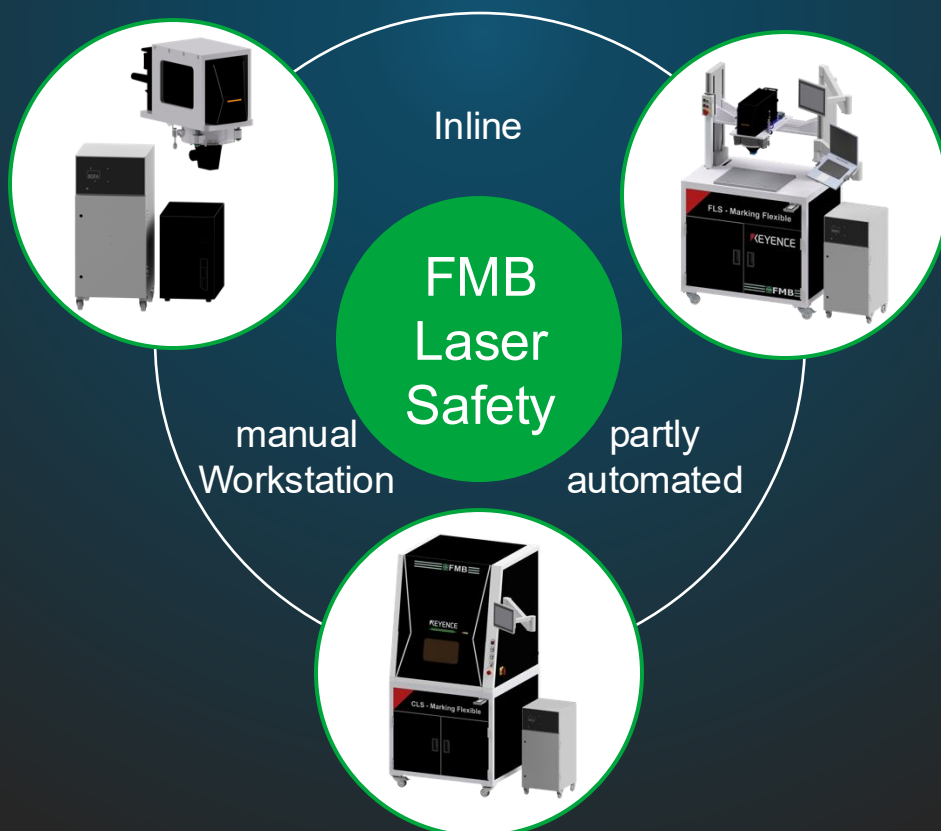 Inline
FLS - Marking Flexible
KEYENCE
FMB
FMB
Laser
Safety
manual
Workstation
partly
automated
FMB
KEYENCE
CLS - Marking Flexible